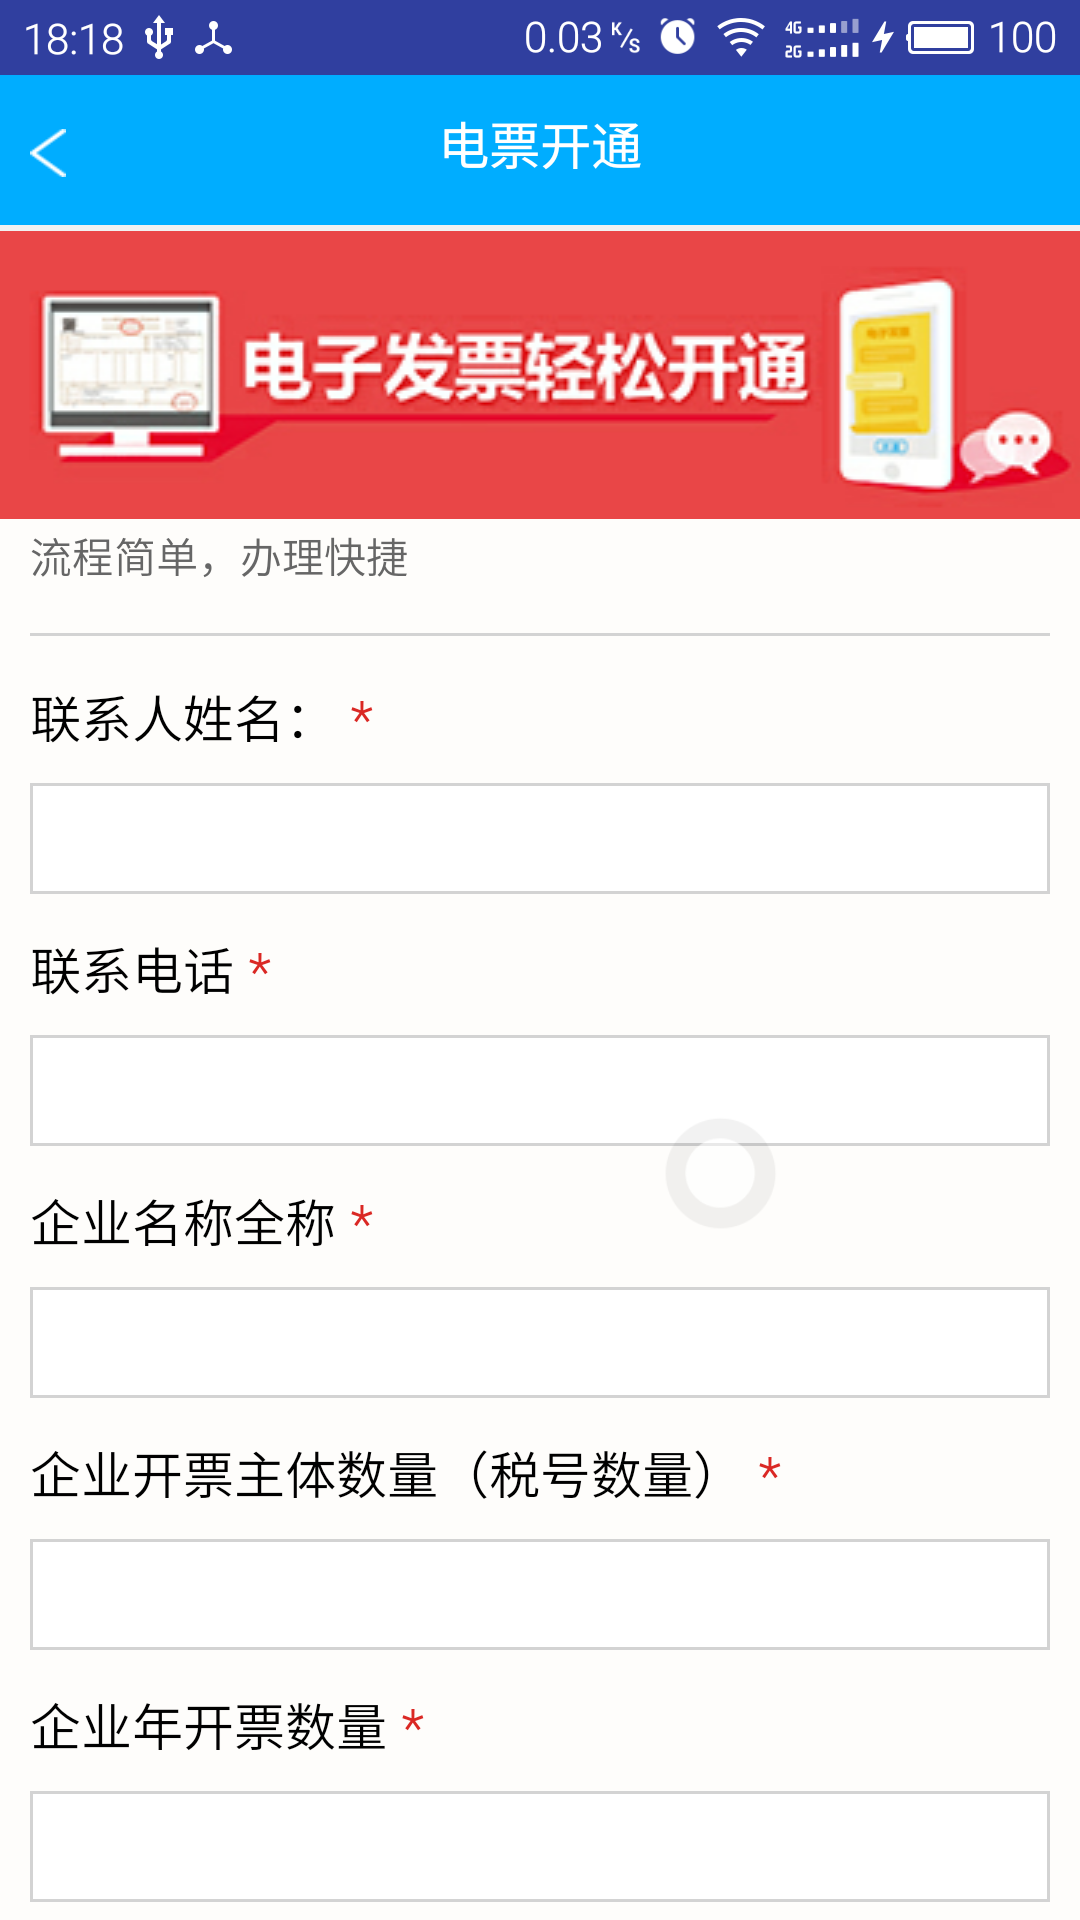 18:18 0.03 K/s 4G 2G 100
电票开通
电子发票轻松开通
流程简单，办理快捷
联系人姓名： *
联系电话 *
企业名称全称 *
企业开票主体数量（税号数量） *
企业年开票数量 *